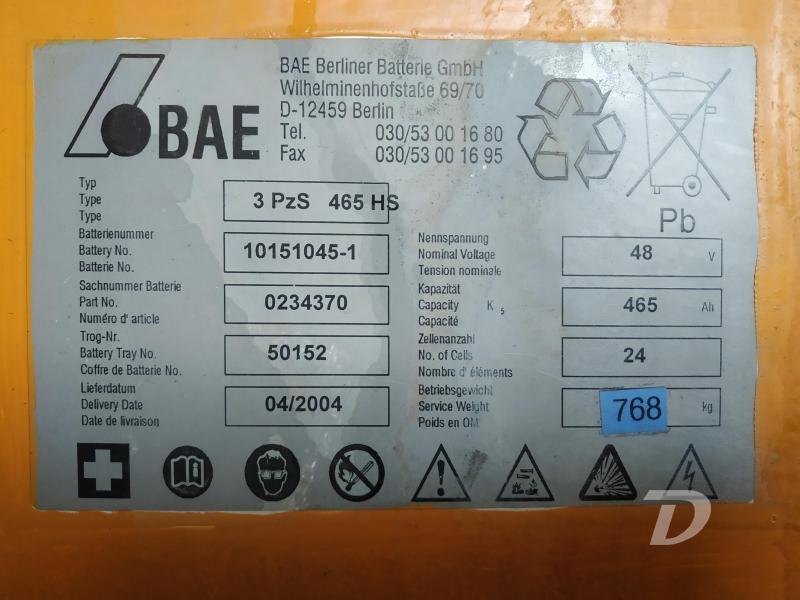 BAE
BAE Berliner Batterie GmbH
Wilhelminenhofstaße 69/70
D-12459 Berlin
Tel. 030/53 00 16 80
Fax 030/53 00 16 95
Pb
Typ
Type
Type
3 PzS 465 HS
Batterienummer
Battery No.
Batterie No.
10151045-1
Sachnummer Batterie
Part No.
Numéro d' article
0234370
Trog-Nr.
Battery Tray No.
Coffre de Batterie No.
50152
Lieferdatum
Delivery Date
Date de livraison
04/2004
Nennspannung
Nominal Voltage
Tension nominale
48 V
Kapazität
Capacity K 5
Capacité
465 Ah
Zellenanzahl
No. of Cells
Nombre d' éléments
24
Betriebsgewicht
Service Weight
Poids en OM
768 kg
D